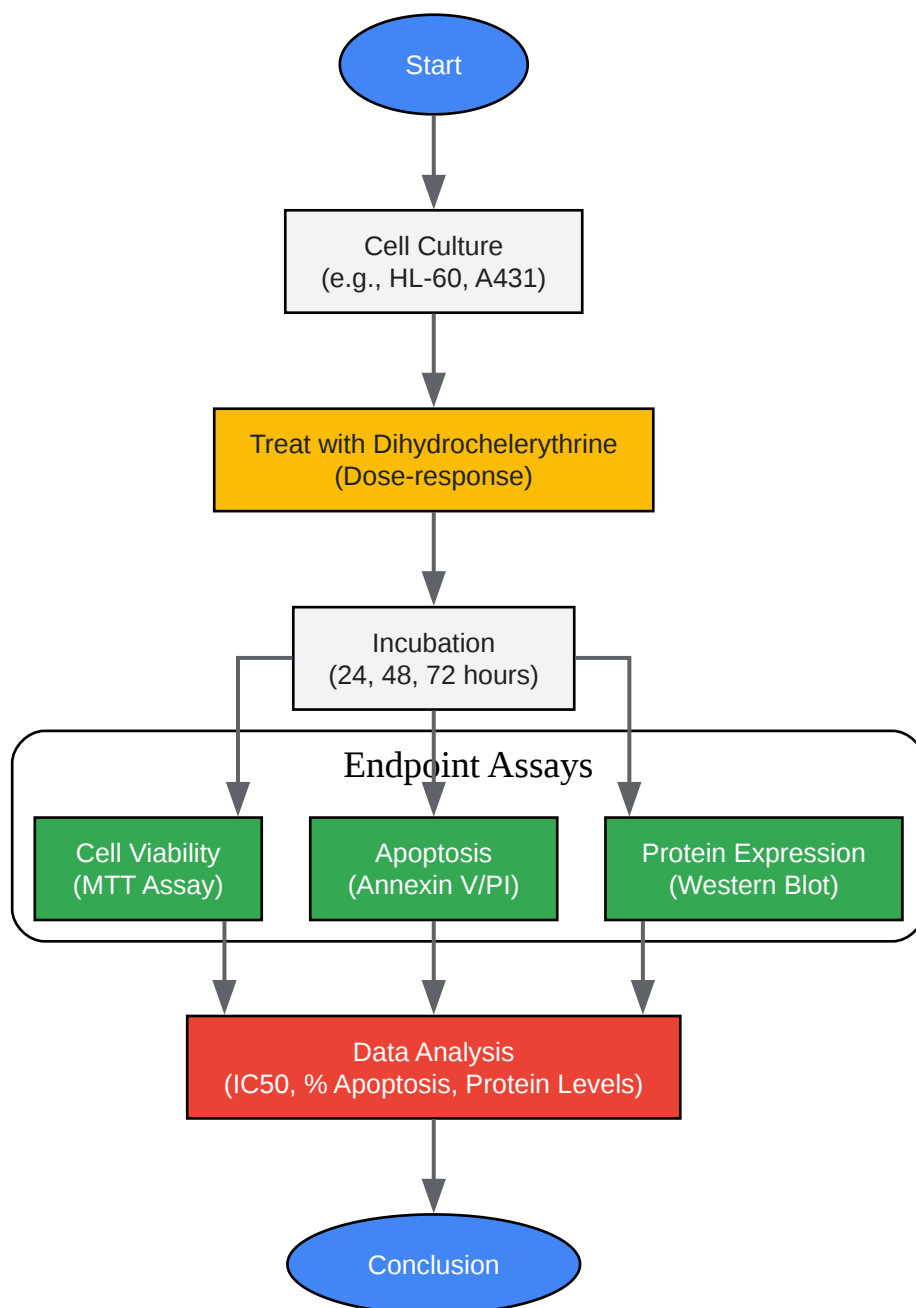 Start
Cell Culture
(e.g., HL-60, A431)
Treat with Dihydrochelerythrine
(Dose-response)
Incubation
(24, 48, 72 hours)
Endpoint Assays
Cell Viability
(MTT Assay)
Apoptosis
(Annexin V/PI)
Protein Expression
(Western Blot)
Data Analysis
(IC50, % Apoptosis, Protein Levels)
Conclusion